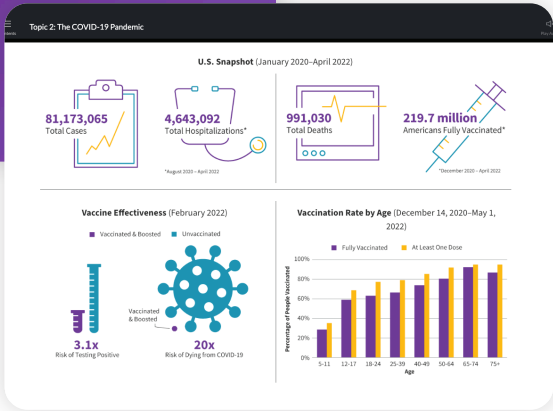 Topic 2: The COVID-19 Pandemic
U.S. Snapshot (January 2020–April 2022)
81,173,065
Total Cases
4,643,092
Total Hospitalizations*
*August 2020 – April 2022
991,030
Total Deaths
219.7 million
Americans Fully Vaccinated*
*December 2020 – April 2022
Vaccine Effectiveness (February 2022)
Vaccinated & Boosted
Unvaccinated
Vaccinated
& Boosted
3.1x
Risk of Testing Positive
20x
Risk of Dying from COVID-19
Vaccination Rate by Age (December 14, 2020–May 1,
2022)
Fully Vaccinated
At Least One Dose
Percentage of People Vaccinated
100%
80%
60%
40%
20%
0
5-11 12-17 18-24 25-39 40-49 50-64 65-74 75+
Age